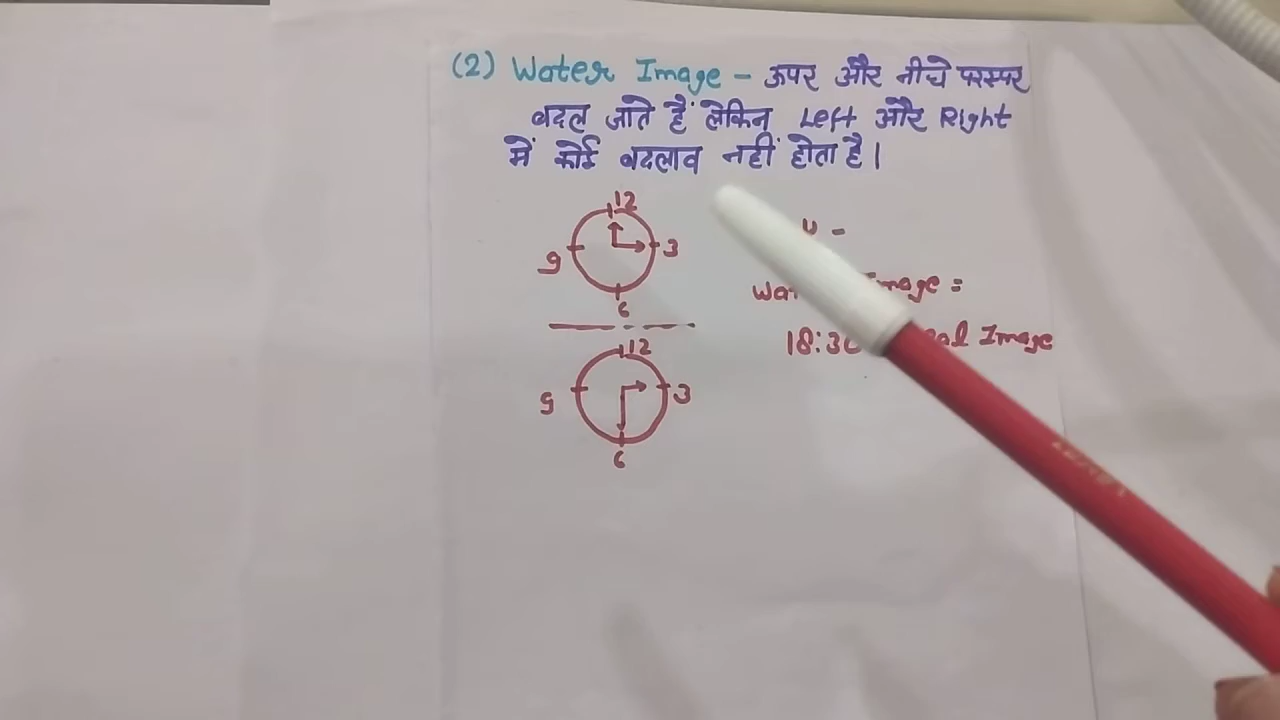 (2) Water Image - ऊपर और नीचे परस्पर
बदल जाते हैं लेकिन Left और Right
में कोई बदलाव नहीं होता है।
12
9
3
6
Image =
18:30 Image
12
9
3
6